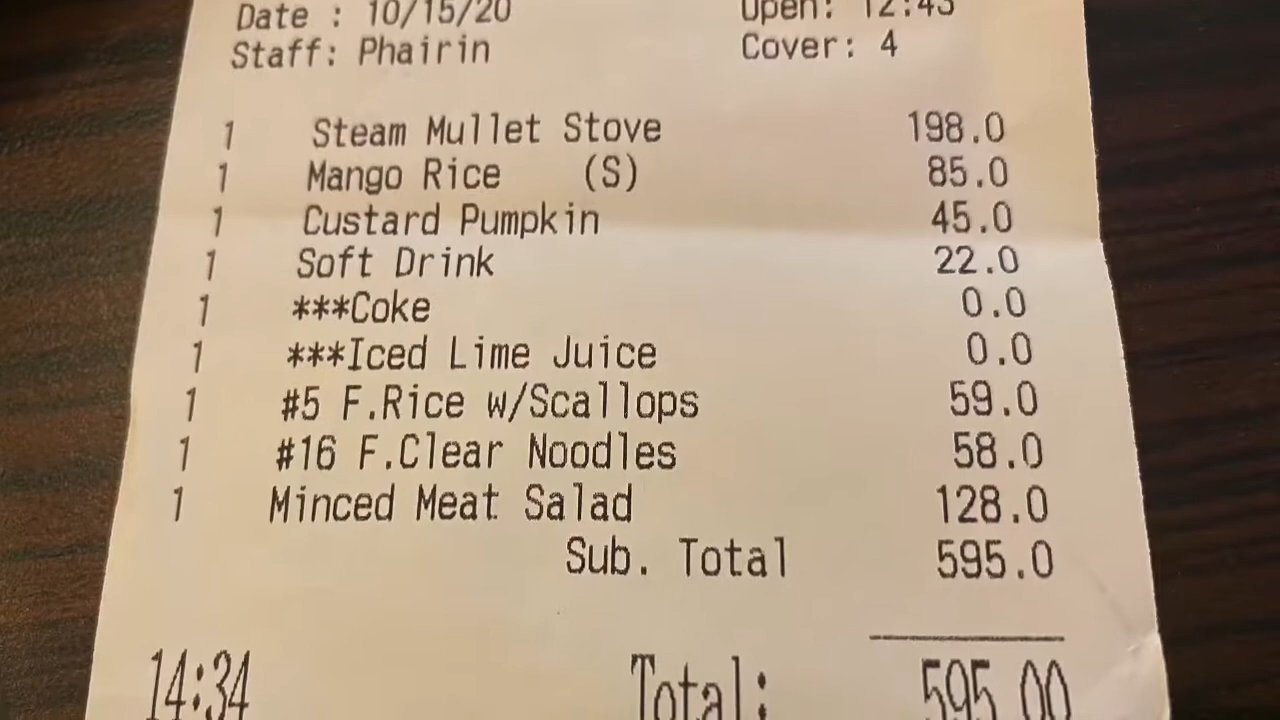 Date : 10/15/20 Open: 12:43
Staff: Phairin Cover: 4
1 Steam Mullet Stove 198.0
1 Mango Rice (S) 85.0
1 Custard Pumpkin 45.0
1 Soft Drink 22.0
1 ***Coke 0.0
1 ***Iced Lime Juice 0.0
1 #5 F.Rice w/Scallops 59.0
1 #16 F.Clear Noodles 58.0
1 Minced Meat Salad 128.0
Sub. Total 595.0
14:34 Total: 595.00